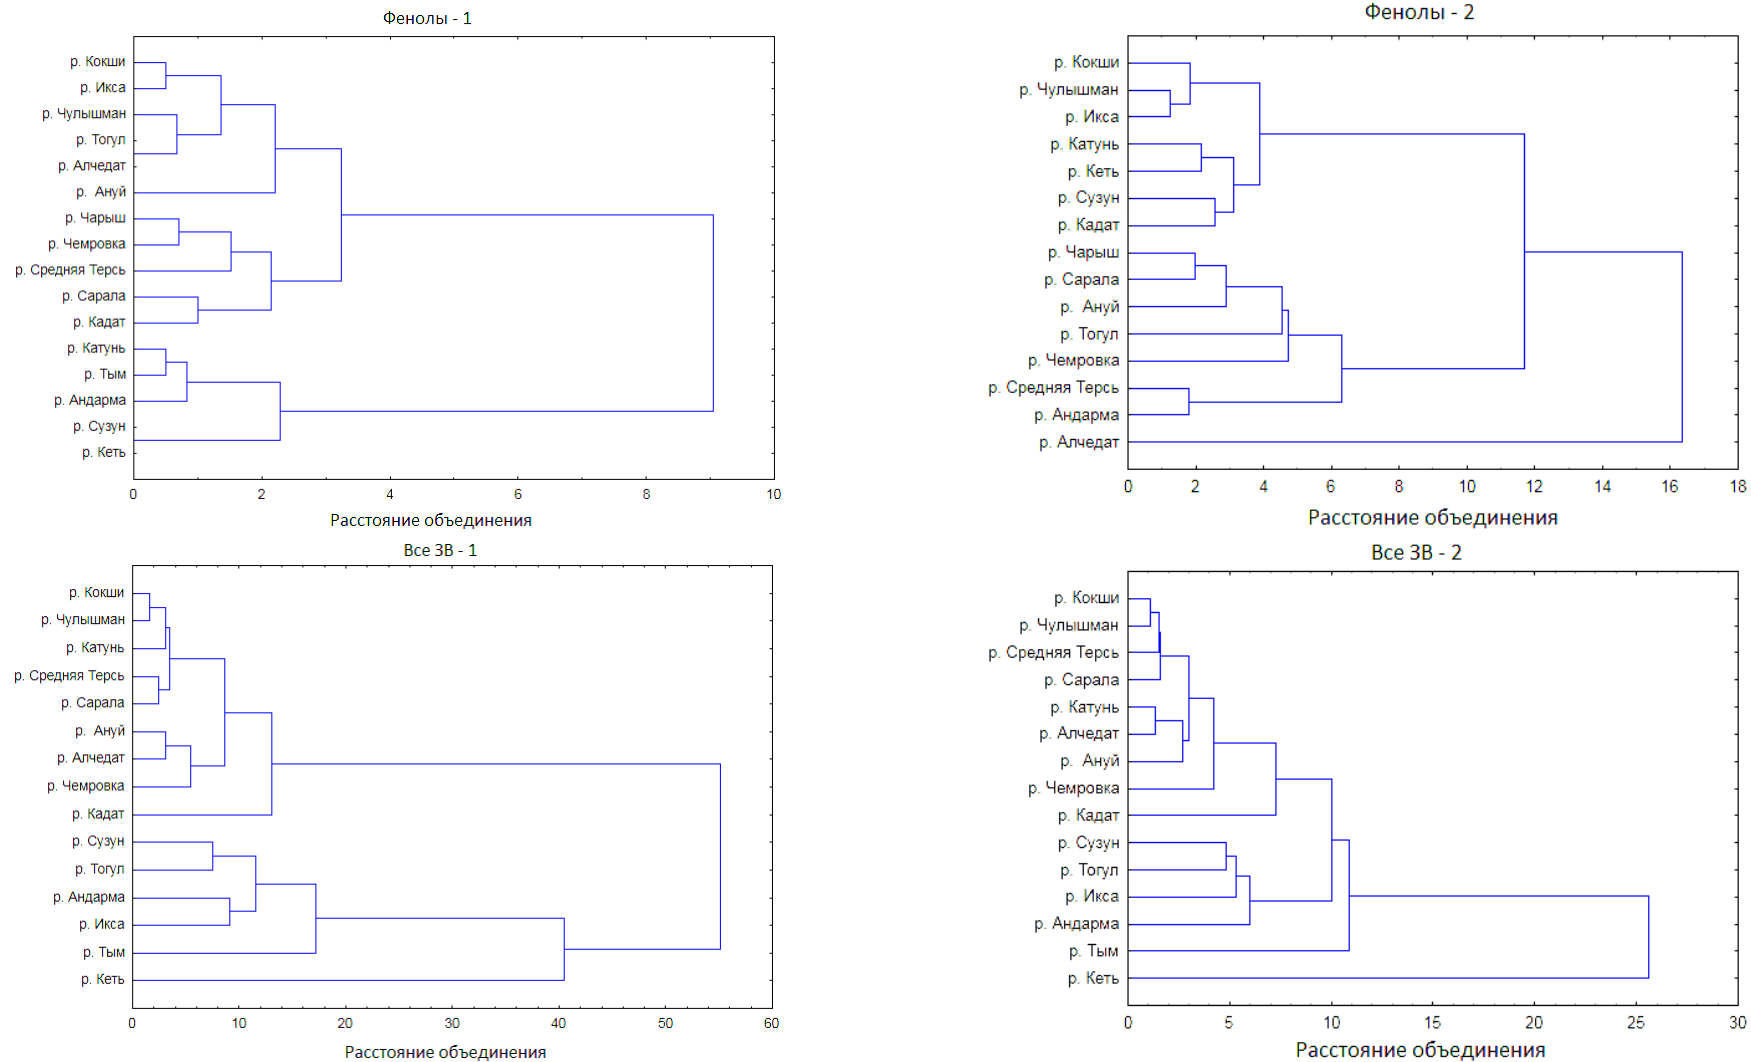 Фенолы - 1
р. Кокши
р. Икса
р. Чулышман
р. Тогул
р. Алчедат
р. Ануй
р. Чарыш
р. Чемровка
р. Средняя Терсь
р. Сарала
р. Кадат
р. Катунь
р. Тым
р. Андарма
р. Сузун
р. Кеть
0 2 4 6 8 10
Расстояние объединения
Фенолы - 2
р. Кокши
р. Чулышман
р. Икса
р. Катунь
р. Кеть
р. Сузун
р. Кадат
р. Чарыш
р. Сарала
р. Ануй
р. Тогул
р. Чемровка
р. Средняя Терсь
р. Андарма
р. Алчедат
0 2 4 6 8 10 12 14 16 18
Расстояние объединения
Все ЗВ - 1
р. Кокши
р. Чулышман
р. Катунь
р. Средняя Терсь
р. Сарала
р. Ануй
р. Алчедат
р. Чемровка
р. Кадат
р. Сузун
р. Тогул
р. Андарма
р. Икса
р. Тым
р. Кеть
0 10 20 30 40 50 60
Расстояние объединения
Все ЗВ - 2
р. Кокши
р. Чулышман
р. Средняя Терсь
р. Сарала
р. Катунь
р. Алчедат
р. Ануй
р. Чемровка
р. Кадат
р. Сузун
р. Тогул
р. Икса
р. Андарма
р. Тым
р. Кеть
0 5 10 15 20 25 30
Расстояние объединения